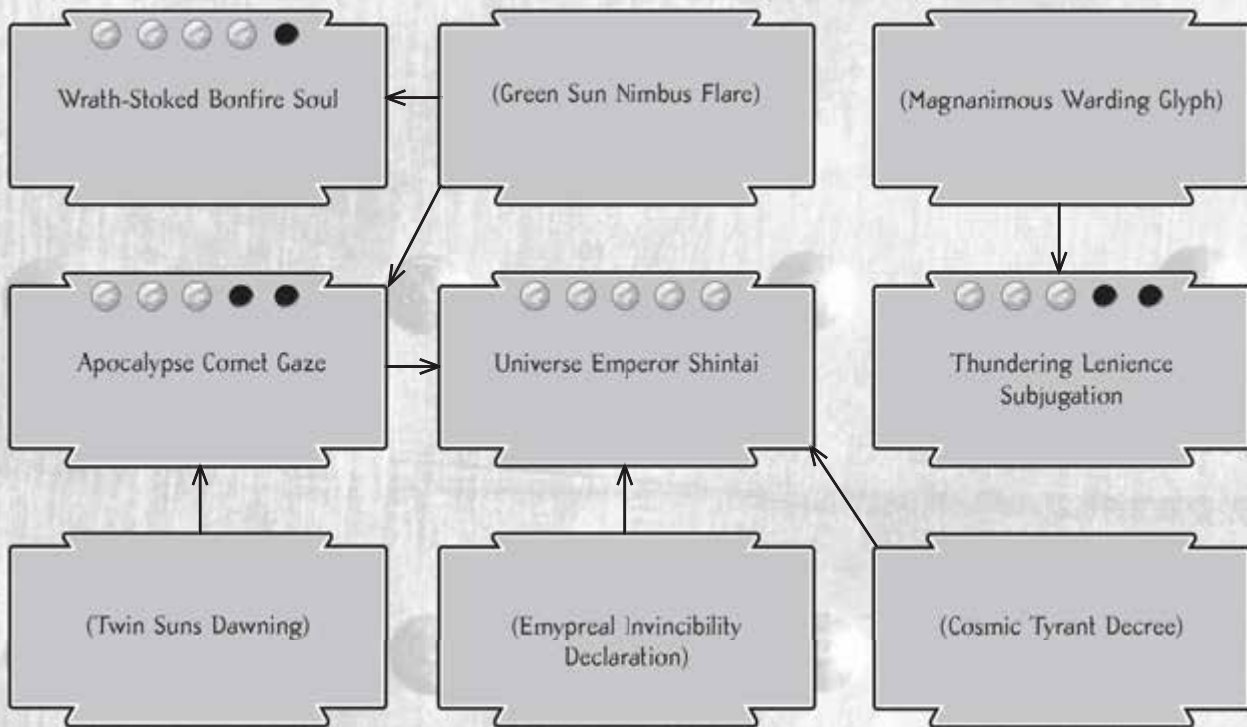 Wrath-Stoked Bonfire Soul
(Green Sun Nimbus Flare)
(Magnanimous Warding Glyph)
Apocalypse Comet Gaze
Universe Emperor Shintai
Thundering Lenience
Subjugation
(Twin Suns Dawning)
(Emypreal Invincibility
Declaration)
(Cosmic Tyrant Decree)